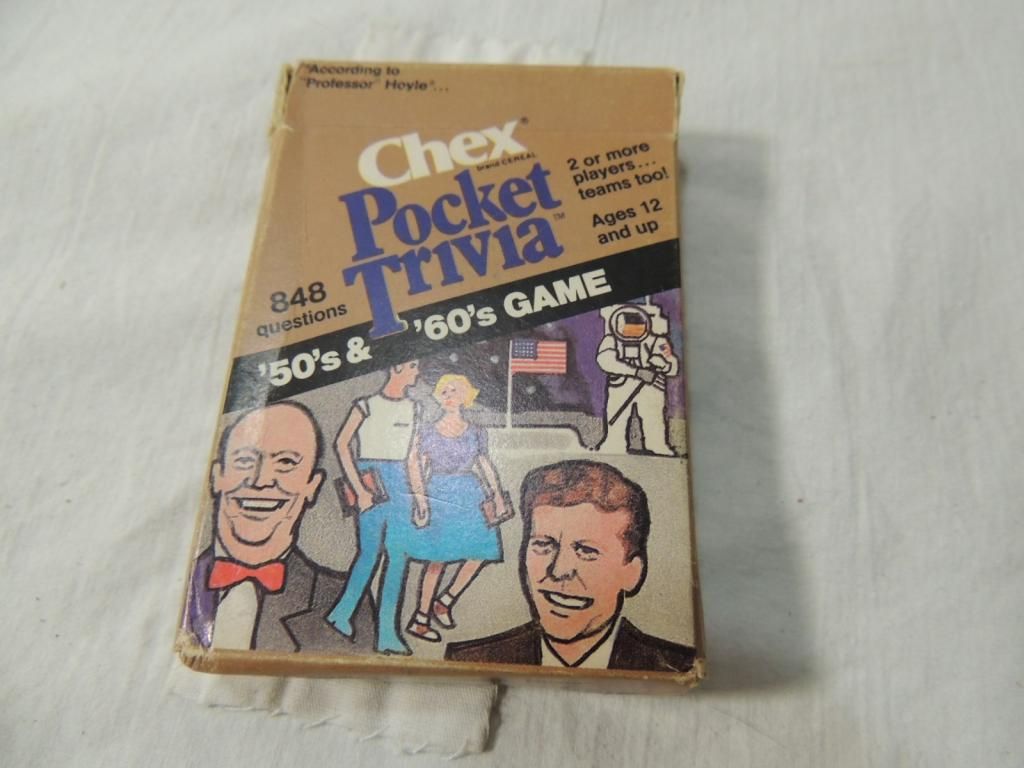 "According to
"Professor" Hoyle"...
Chex®
brand CEREAL
Pocket
Trivia™
2 or more
players...
teams too!
Ages 12
and up
848
questions
'50's & '60's GAME